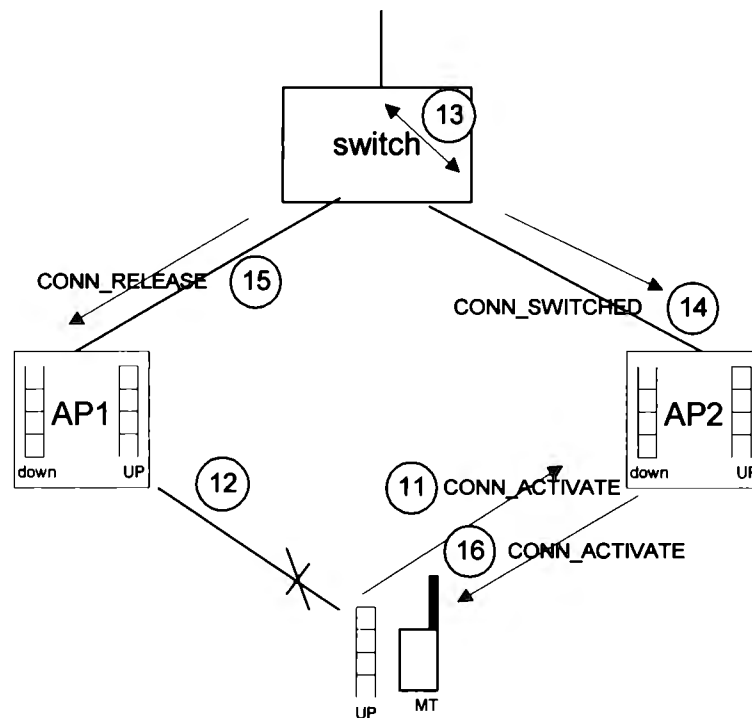 13
switch
CONN_RELEASE
15
CONN_SWITCHED
14
AP1
down
UP
AP2
down
UP
12
11
CONN_ACTIVATE
16
CONN_ACTIVATE
UP
MT